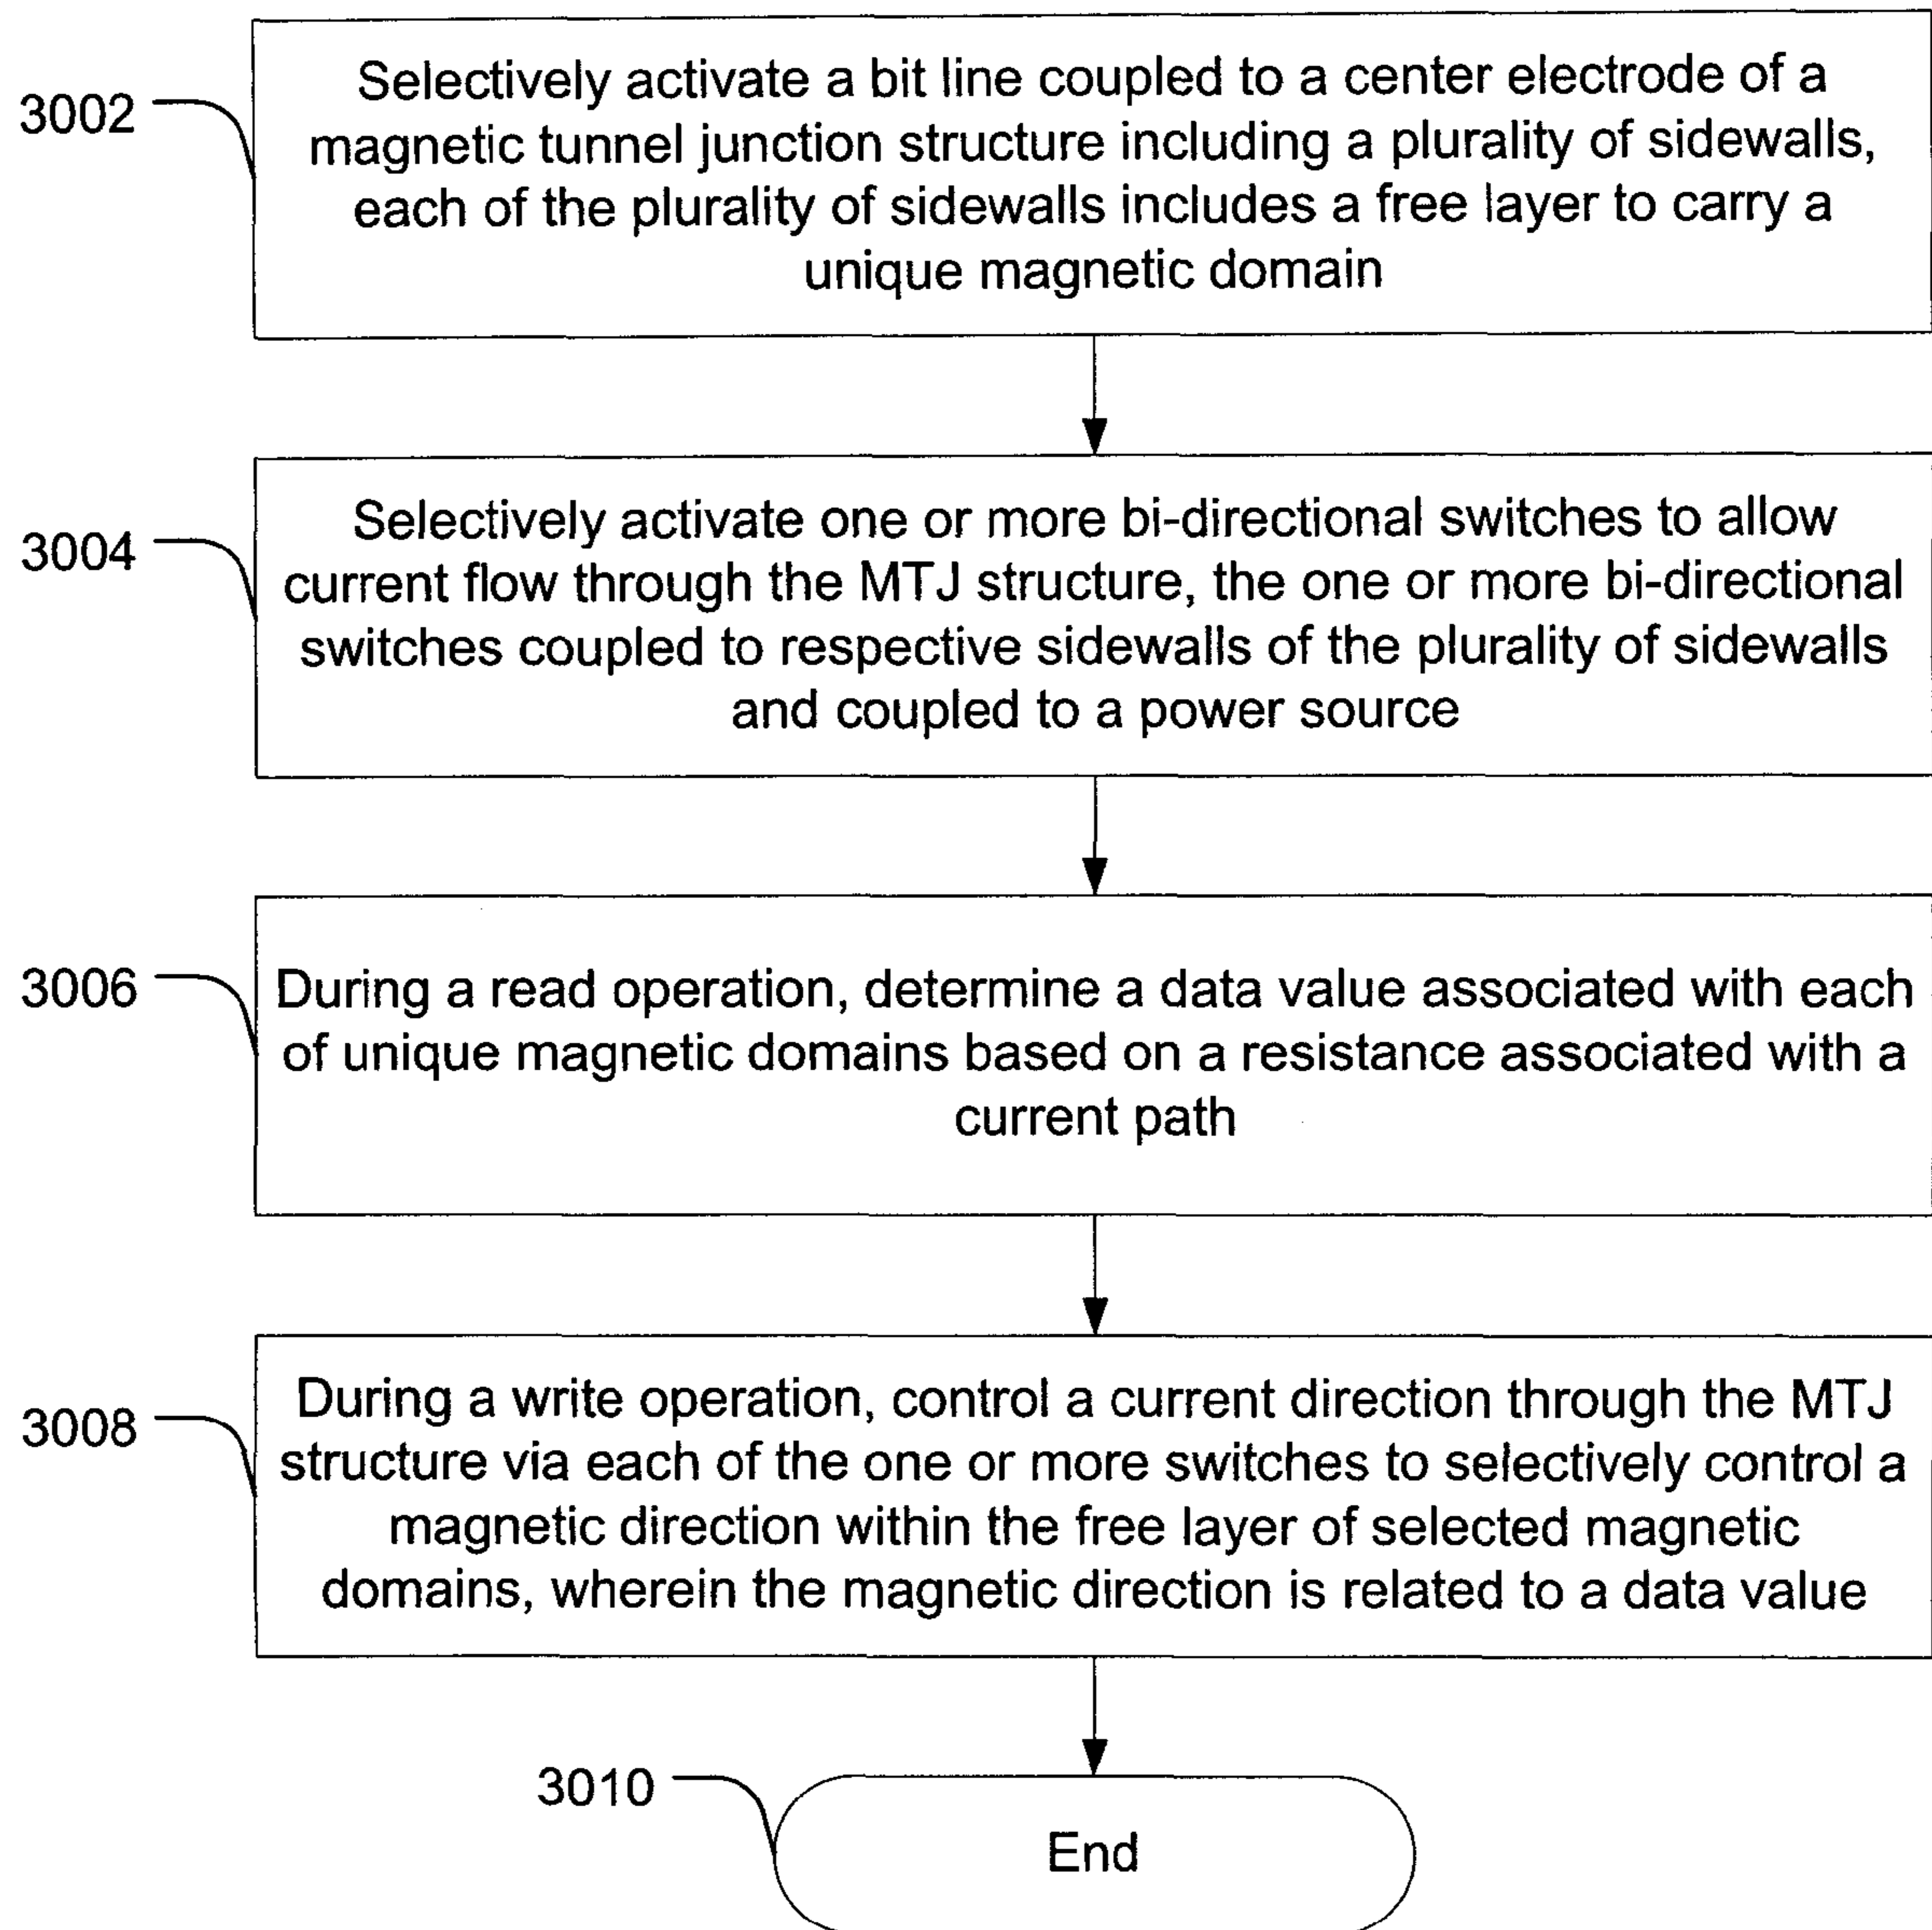 3002
Selectively activate a bit line coupled to a center electrode of a
magnetic tunnel junction structure including a plurality of sidewalls,
each of the plurality of sidewalls includes a free layer to carry a
unique magnetic domain
3004
Selectively activate one or more bi-directional switches to allow
current flow through the MTJ structure, the one or more bi-directional
switches coupled to respective sidewalls of the plurality of sidewalls
and coupled to a power source
3006
During a read operation, determine a data value associated with each
of unique magnetic domains based on a resistance associated with a
current path
3008
During a write operation, control a current direction through the MTJ
structure via each of the one or more switches to selectively control a
magnetic direction within the free layer of selected magnetic
domains, wherein the magnetic direction is related to a data value
3010
End